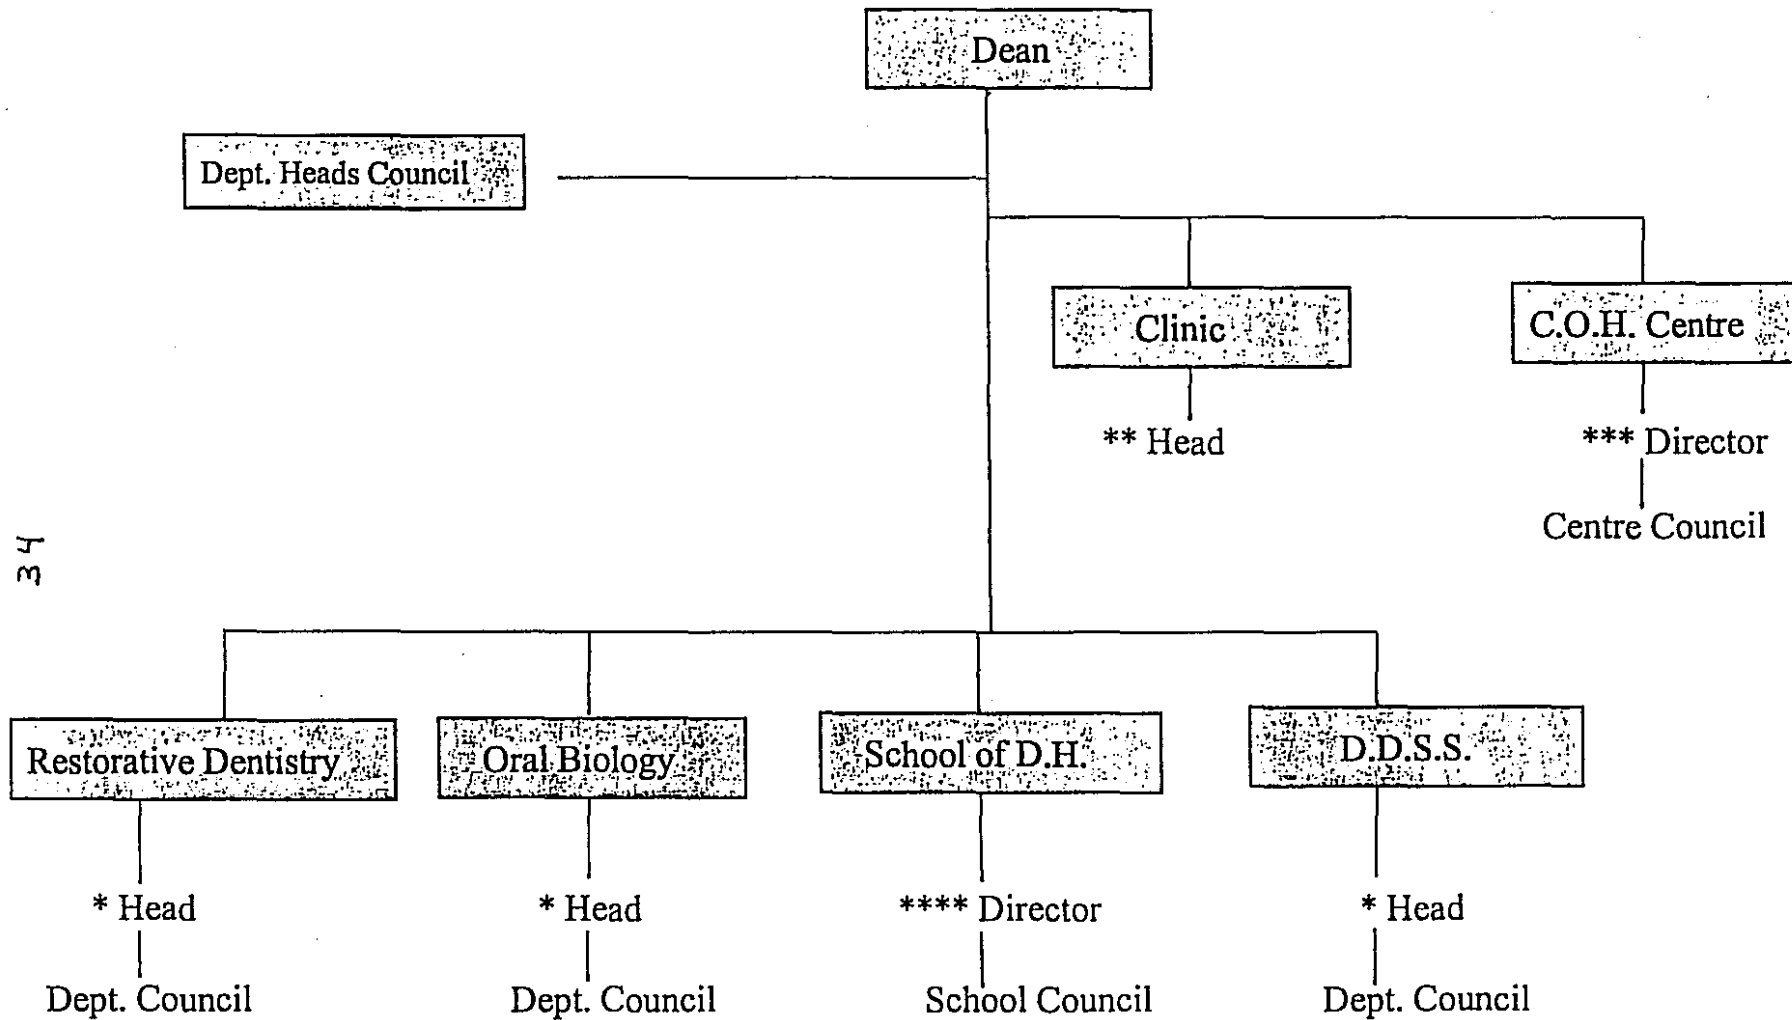 Dean
Dept. Heads Council
Clinic
C.O.H. Centre
** Head
*** Director
Centre Council
34
Restorative Dentistry
Oral Biology
School of D.H.
D.D.S.S.
* Head
* Head
**** Director
* Head
Dept. Council
Dept. Council
School Council
Dept. Council